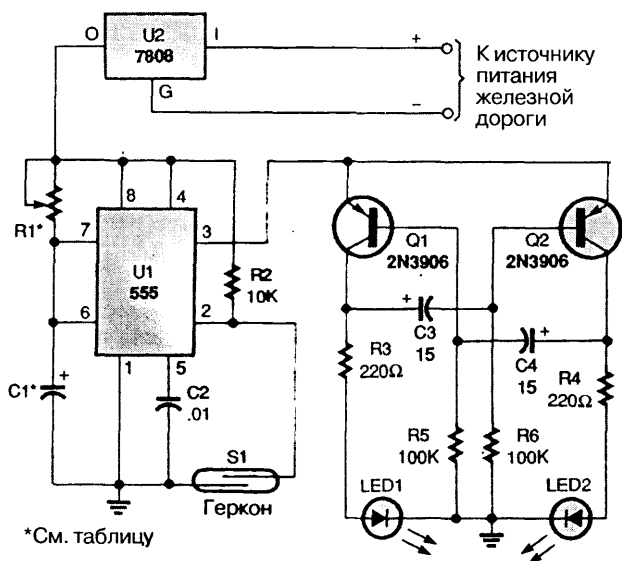 O
U2
7808
I
G
+
−
К источнику
питания
железной
дороги
R1*
8
4
7
3
U1
555
6
2
1
5
R2
10K
C1*
+
C2
.01
S1
Геркон
*См. таблицу
Q1
2N3906
Q2
2N3906
+
C3
15
+
C4
15
R3
220Ω
R4
220Ω
R5
100K
R6
100K
LED1
LED2